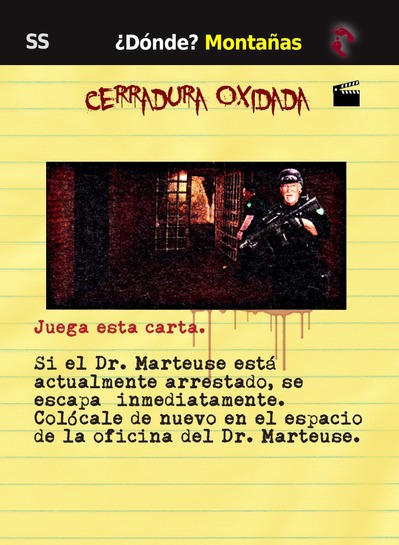 SS
¿Dónde? Montañas
CERRADURA OXIDADA
Juega esta carta.
Si el Dr. Marteuse está
actualmente arrestado, se
escapa inmediatamente.
Colócale de nuevo en el espacio
de la oficina del Dr. Marteuse.